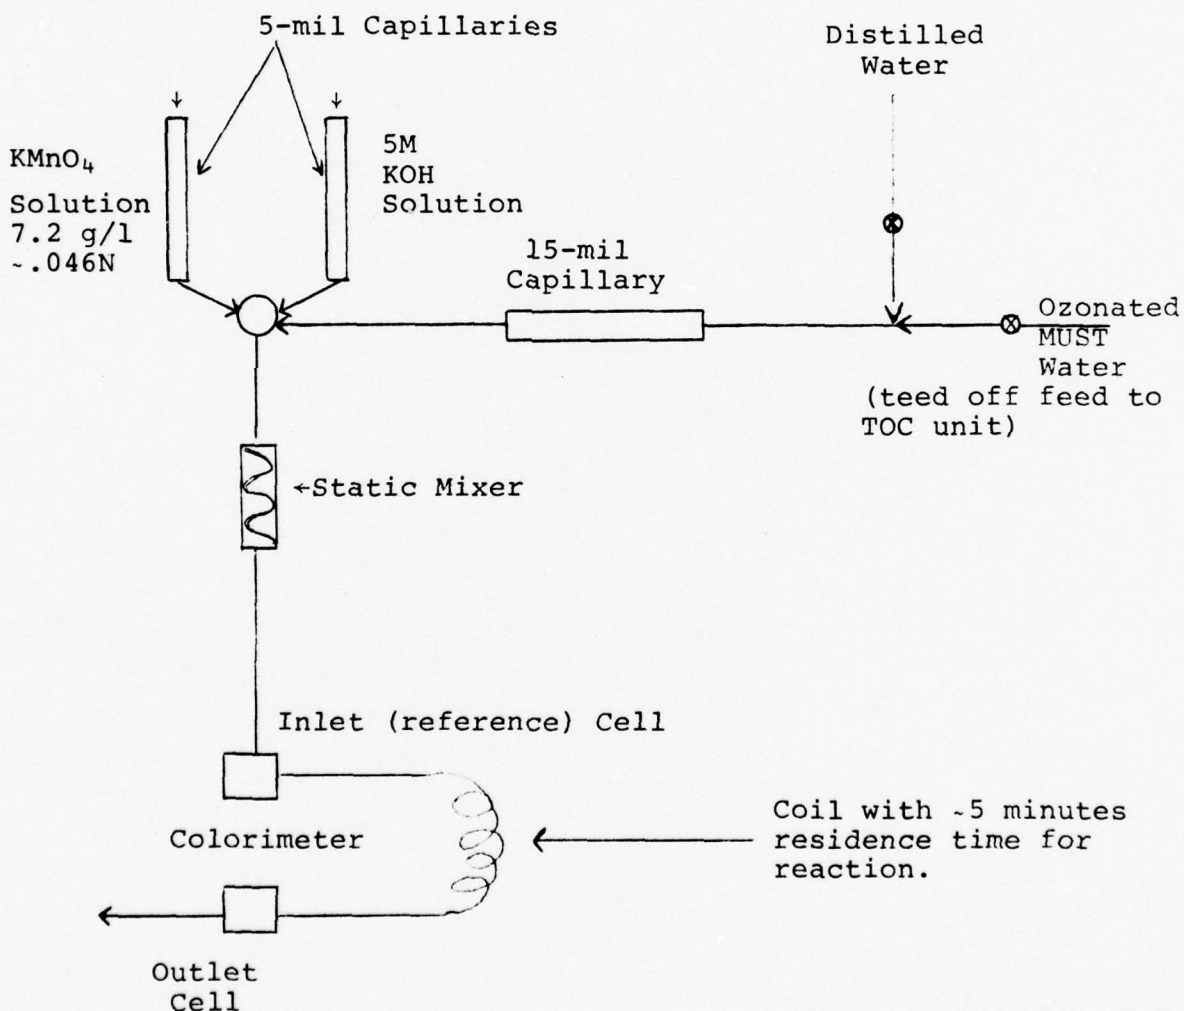 5-mil Capillaries
Distilled
Water
KMnO₄
Solution
7.2 g/l
~.046N
5M
KOH
Solution
15-mil
Capillary
Ozonated
MUST
Water
(teed off feed to
TOC unit)
←Static Mixer
Inlet (reference) Cell
Colorimeter
Coil with ~5 minutes
residence time for
reaction.
Outlet
Cell